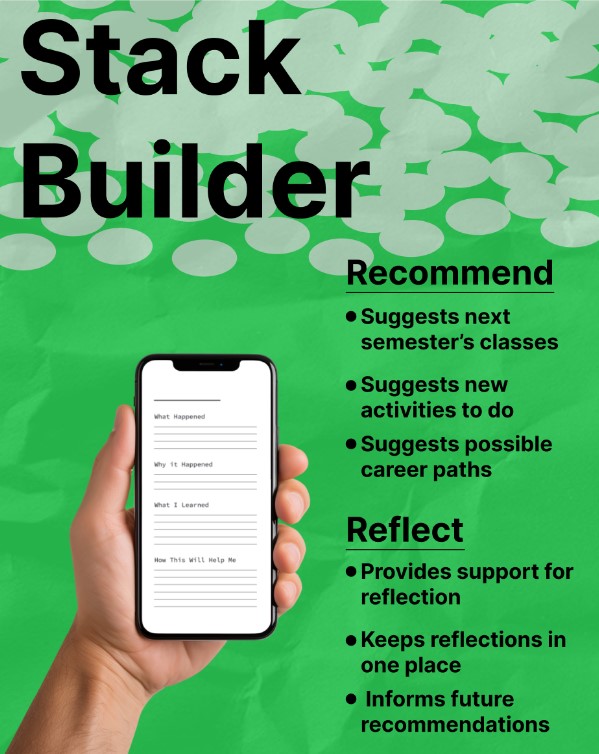 Stack
Builder
Recommend
Suggests next
semester’s classes
Suggests new
activities to do
Suggests possible
career paths
Reflect
Provides support for
reflection
Keeps reflections in
one place
Informs future
recommendations
What Happened
Why it Happened
What I Learned
How This Will Help Me